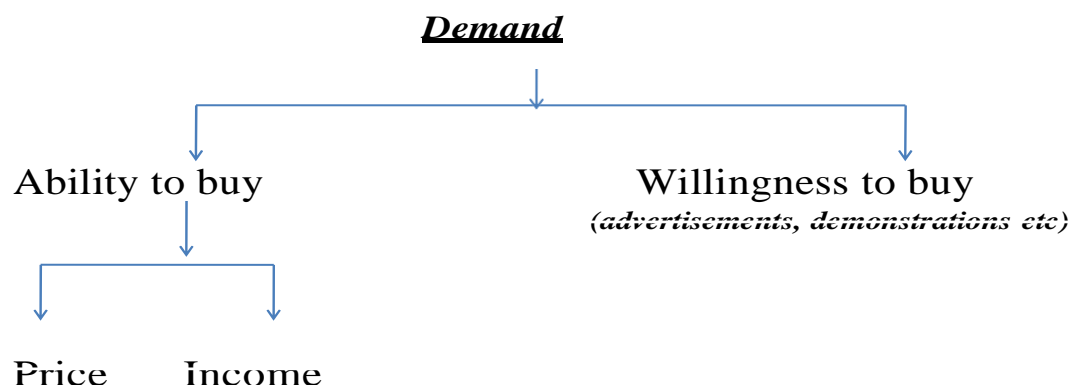 Demand
Ability to buy Willingness to buy
(advertisements, demonstrations etc)
Price Income